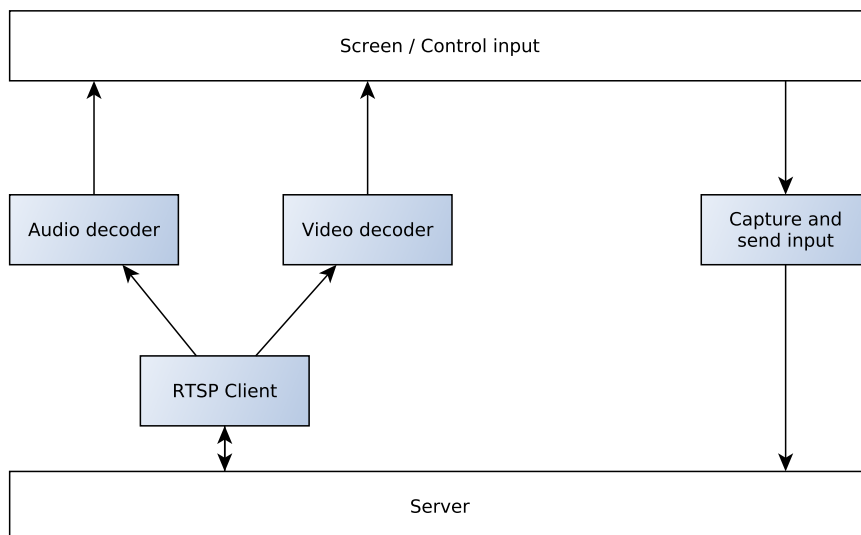 Screen / Control input
Audio decoder
Video decoder
Capture and
send input
RTSP Client
Server